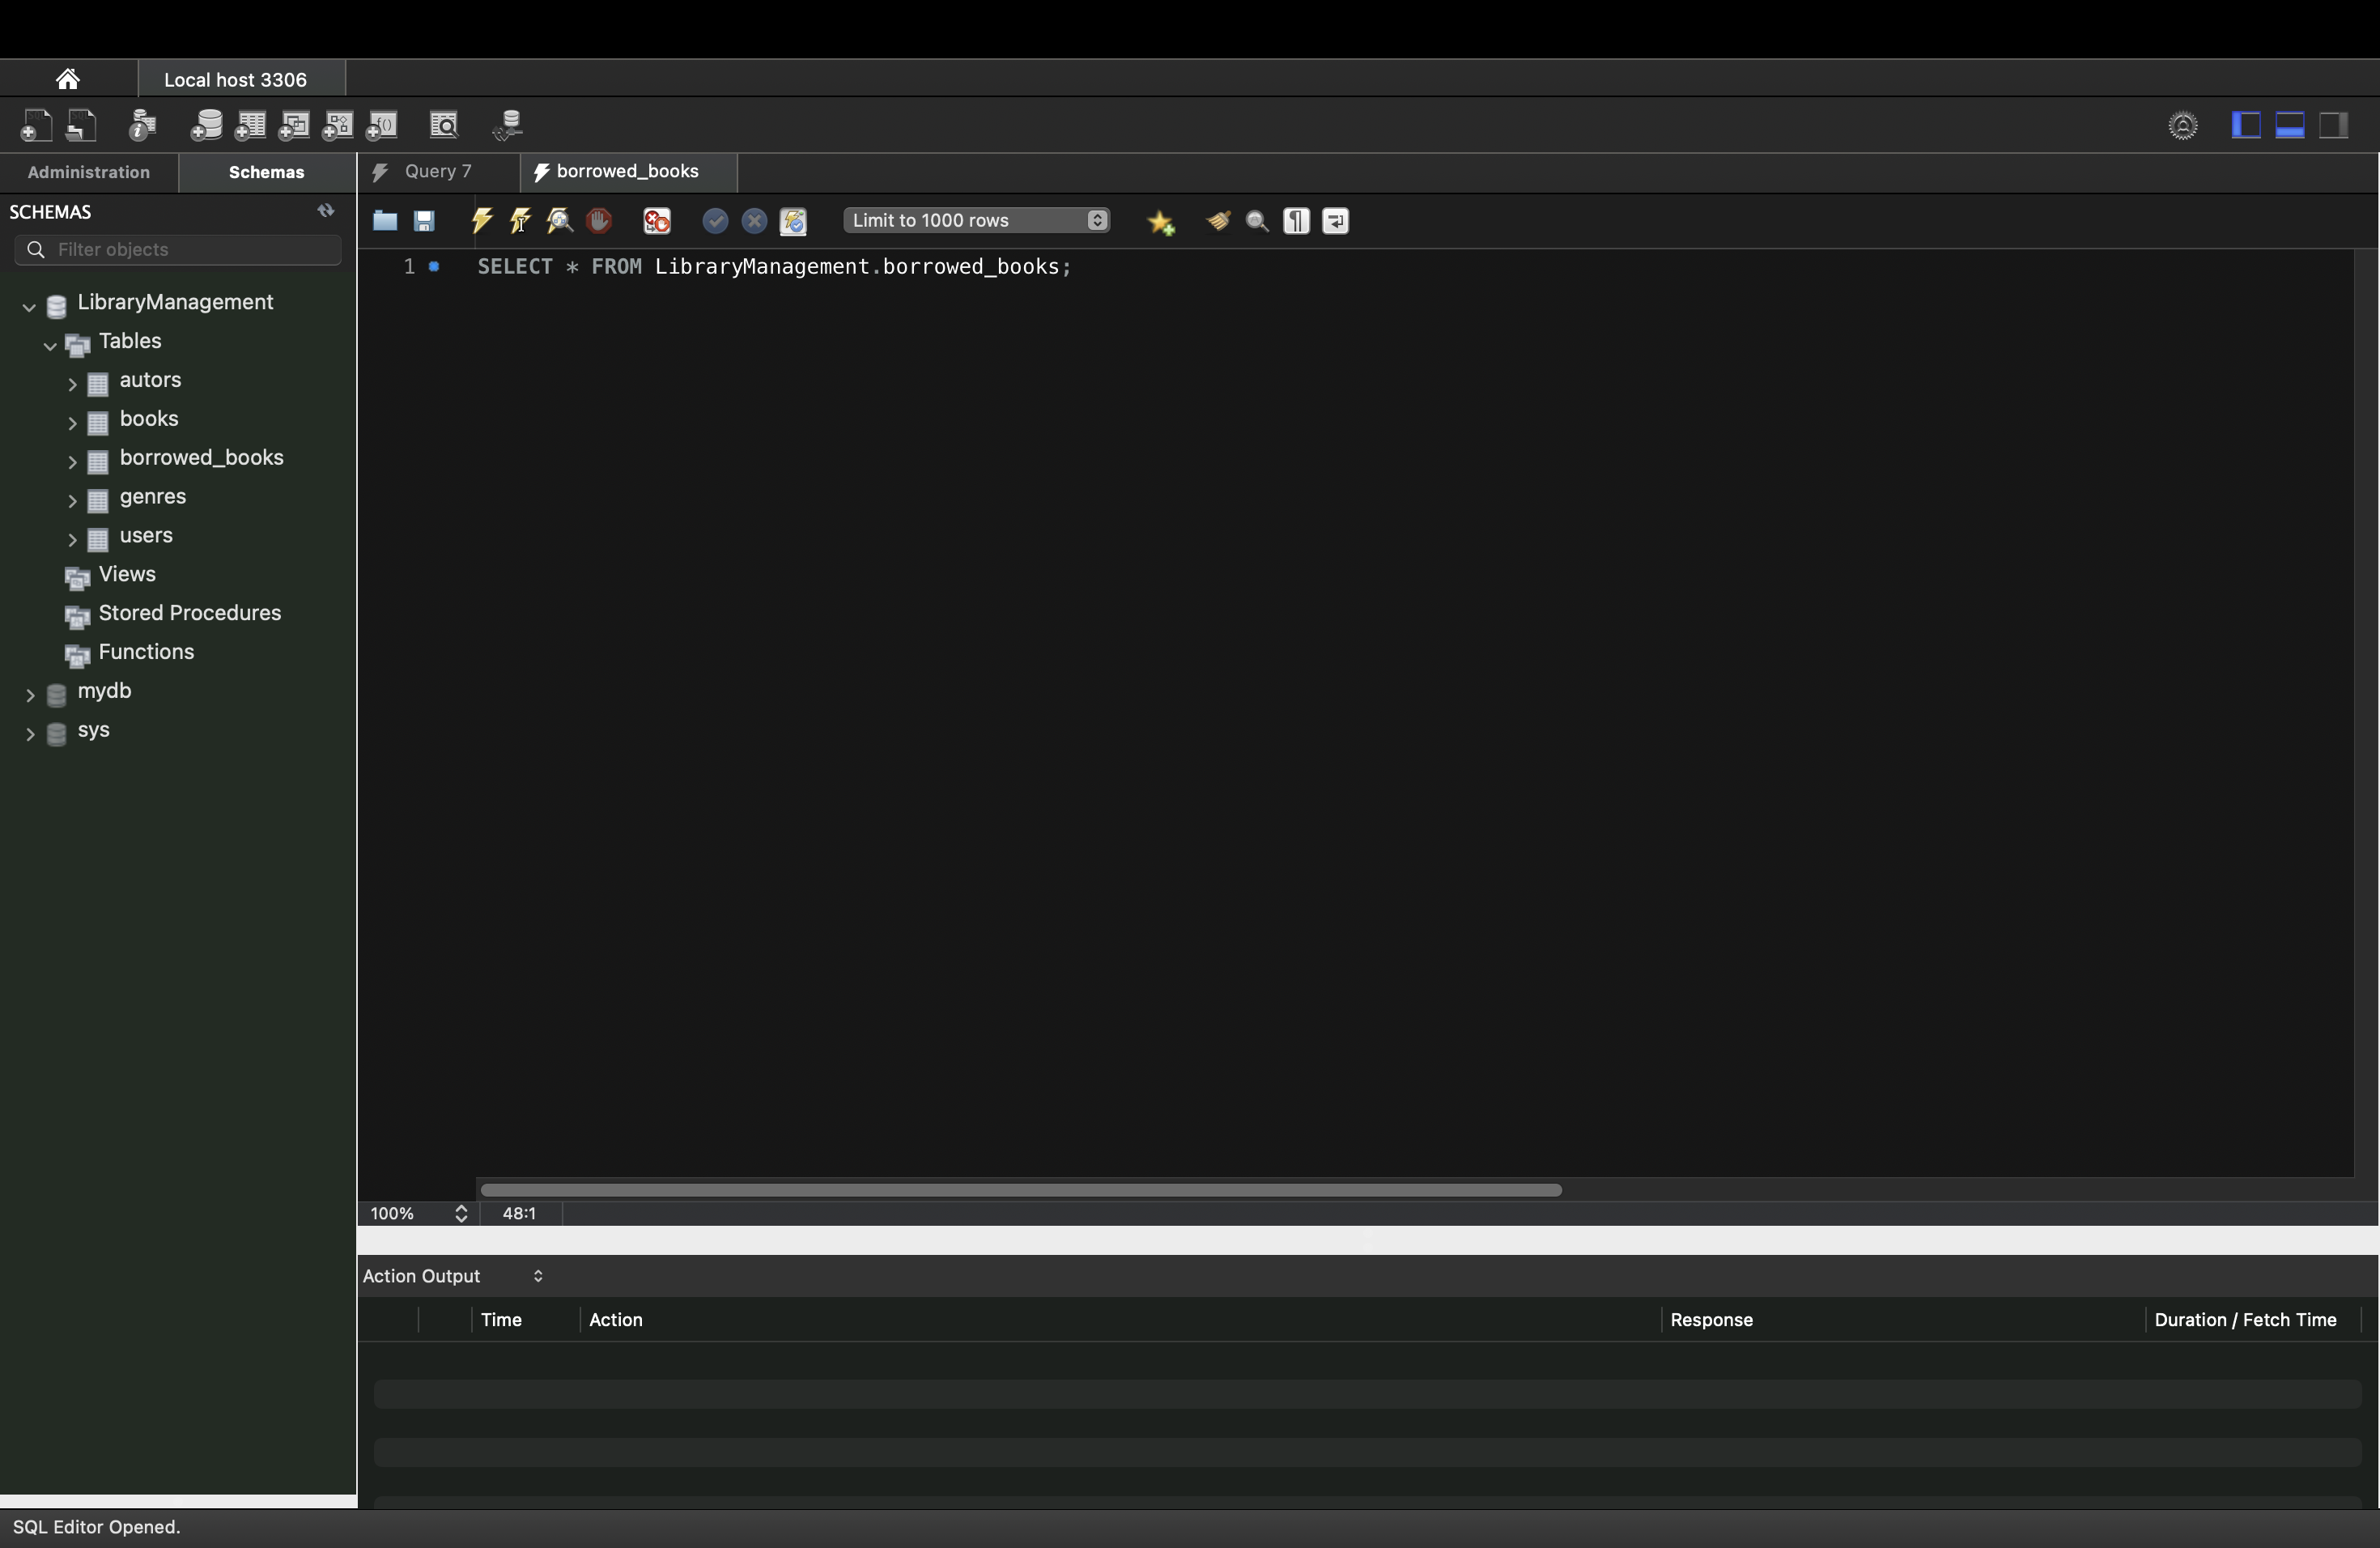 Local host 3306
Administration
Schemas
Query 7
borrowed_books
SCHEMAS
Filter objects
Limit to 1000 rows
1
SELECT * FROM LibraryManagement.borrowed_books;
LibraryManagement
Tables
autors
books
borrowed_books
genres
users
Views
Stored Procedures
Functions
mydb
sys
100%
48:1
Action Output
Time
Action
Response
Duration / Fetch Time
SQL Editor Opened.